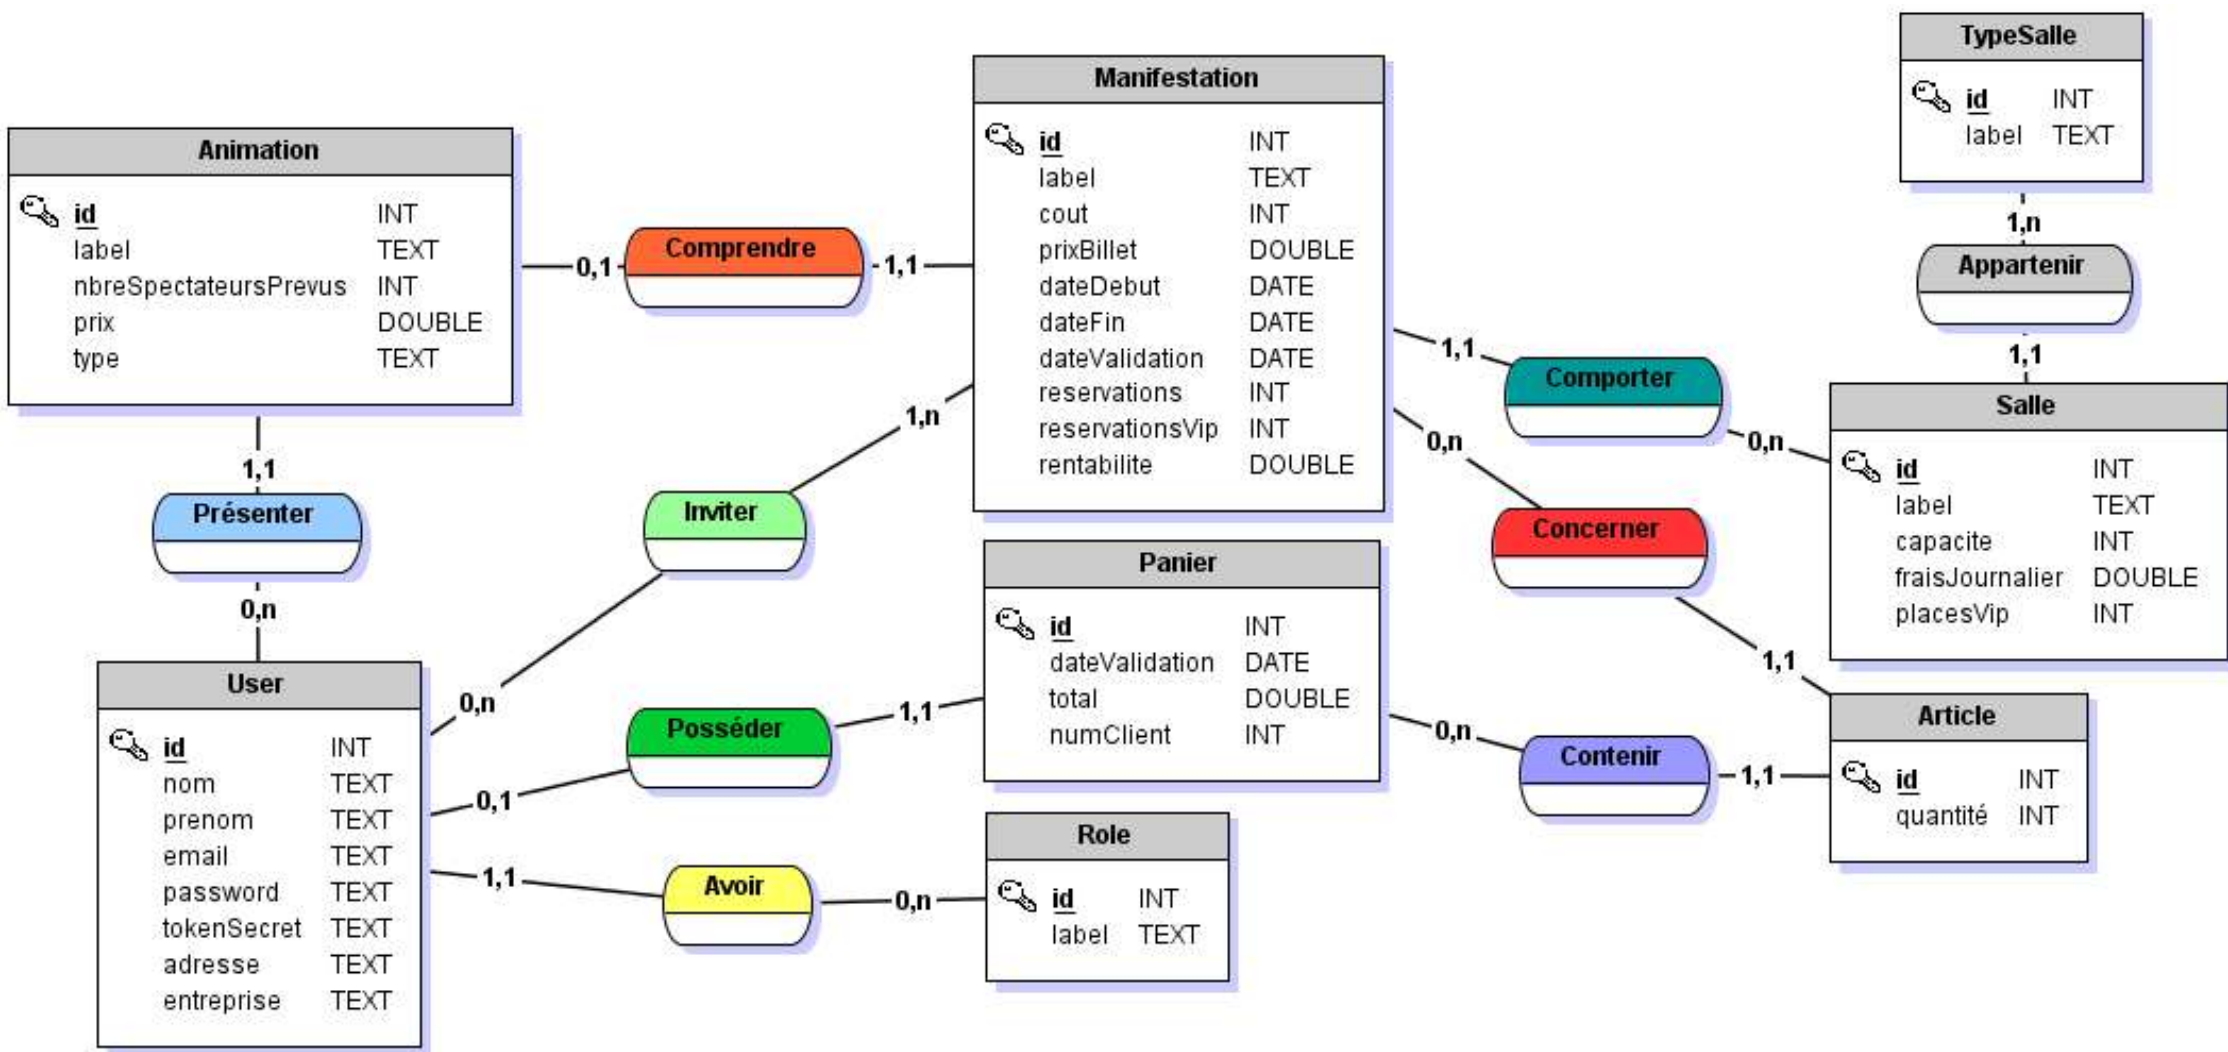 TypeSalle
id INT
label TEXT
1,n
Appartenir
1,1
Manifestation
id INT
label TEXT
cout INT
prixBillet DOUBLE
dateDebut DATE
dateFin DATE
dateValidation DATE
reservations INT
reservationsVip INT
rentabilite DOUBLE
Animation
id INT
label TEXT
nbreSpectateursPrevus INT
prix DOUBLE
type TEXT
0,1 Comprendre 1,1
1,1
Comporter
0,n
Salle
id INT
label TEXT
capacite INT
fraisJournalier DOUBLE
placesVip INT
1,1
Présenter
0,n
1,n
Inviter
0,n
0,n
Concerner
1,1
Panier
id INT
dateValidation DATE
total DOUBLE
numClient INT
User
id INT
nom TEXT
prenom TEXT
email TEXT
password TEXT
tokenSecret TEXT
adresse TEXT
entreprise TEXT
1,1
Posséder
0,1
0,n
Contenir
1,1
Article
id INT
quantité INT
1,1 Avoir 0,n
Role
id INT
label TEXT